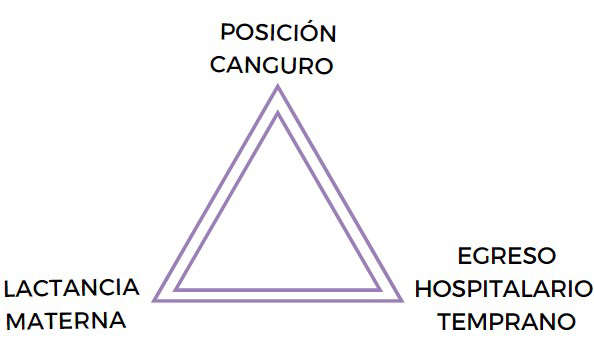 POSICIÓN
CANGURO
LACTANCIA
MATERNA
EGRESO
HOSPITALARIO
TEMPRANO